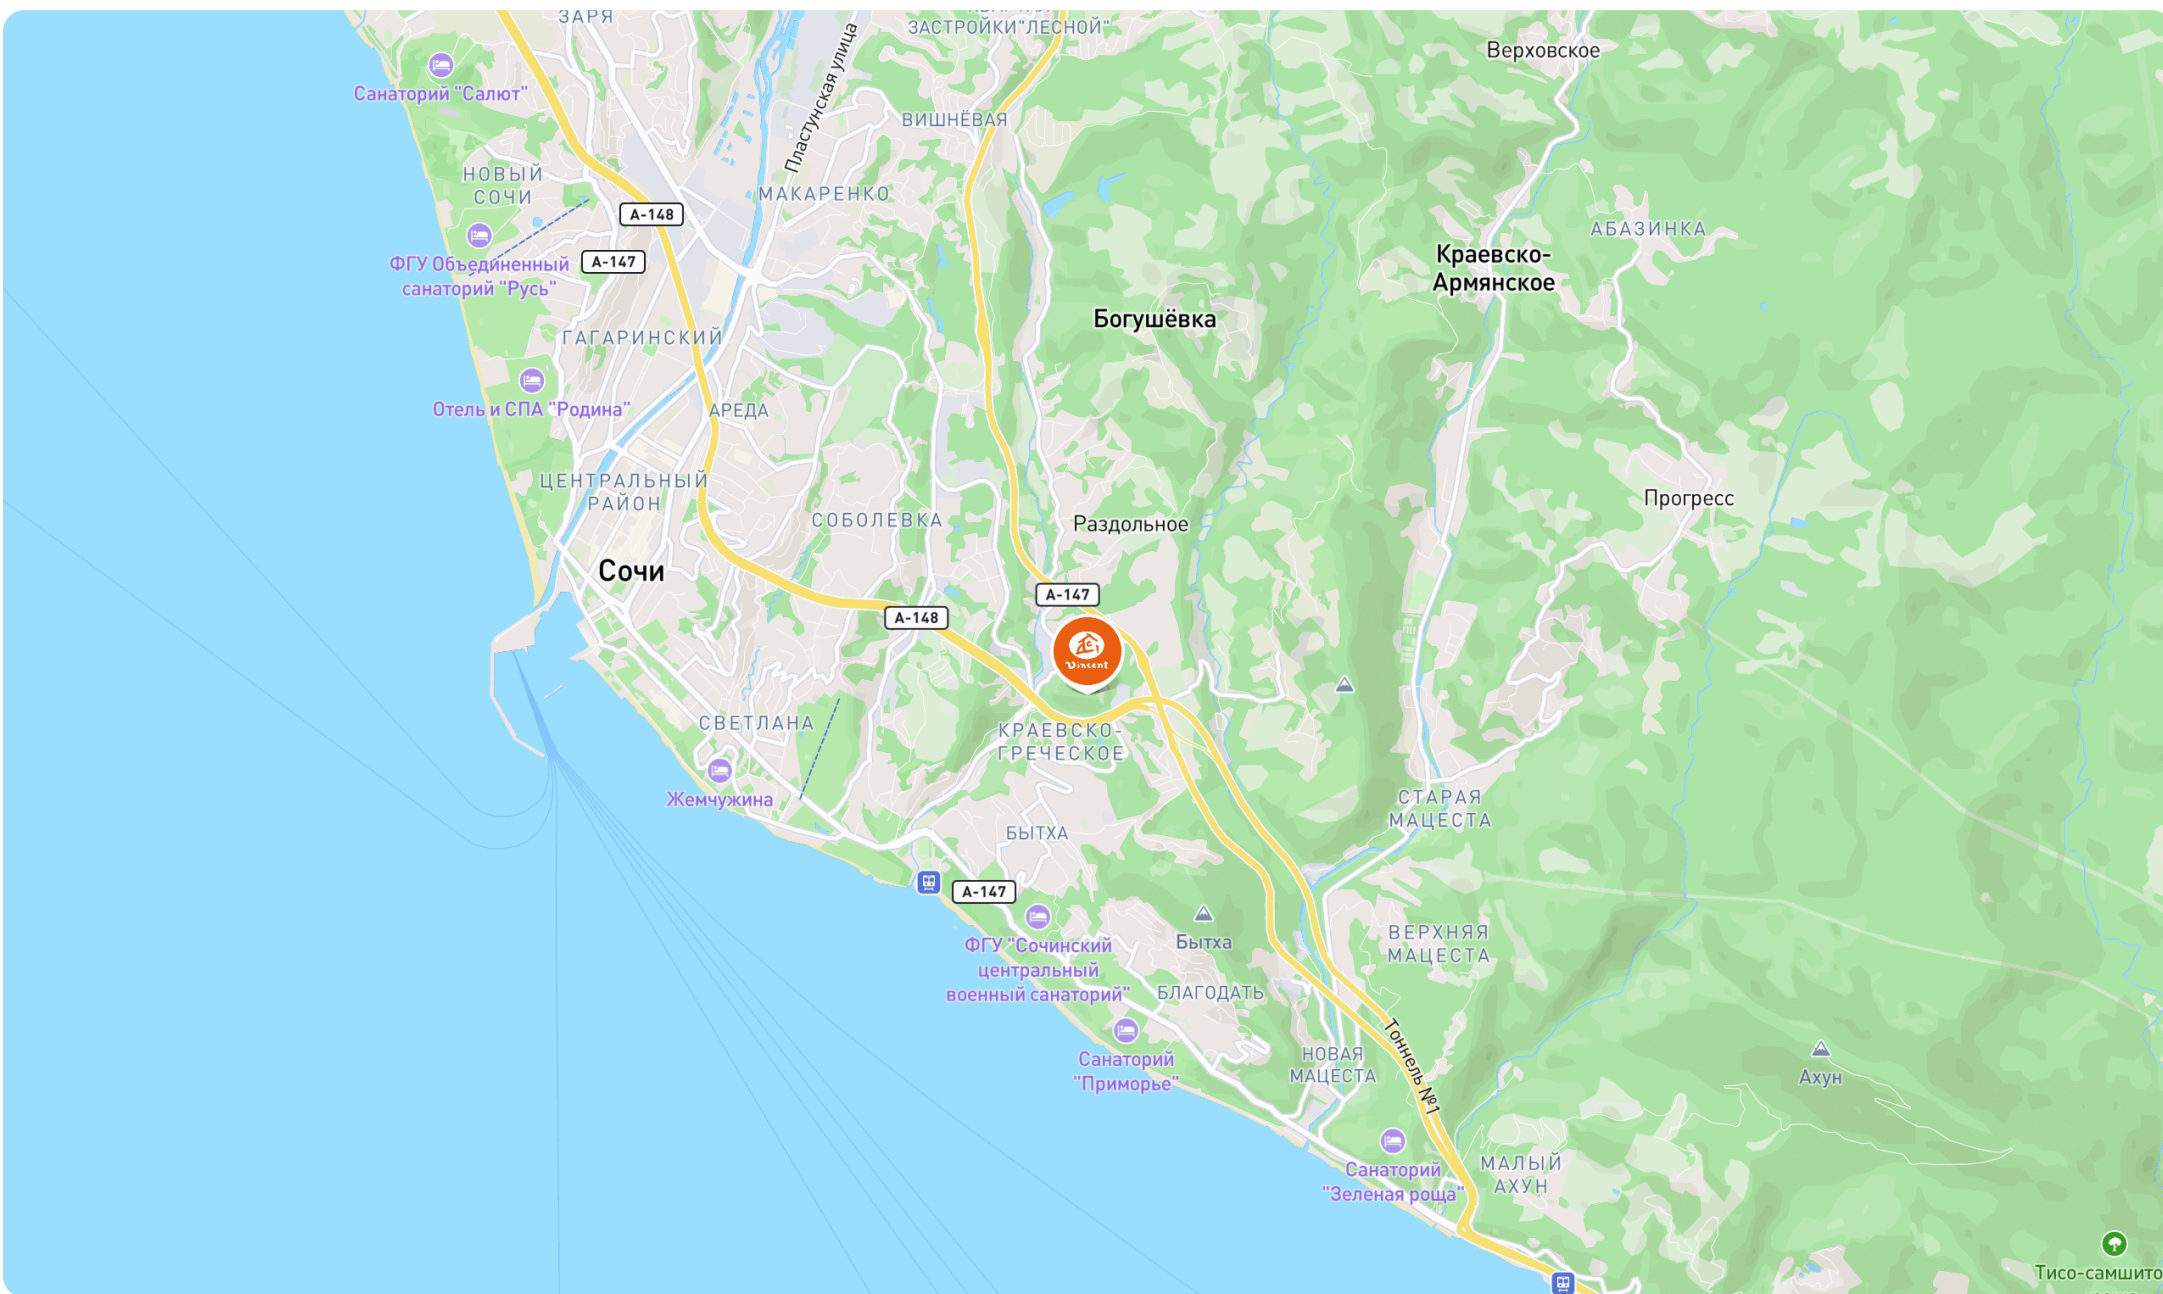 ЗАРЯ
ЗАСТРОЙКИ"ЛЕСНОЙ"
Верховское
Санаторий "Салют"
Пластунская улица
ВИШНЁВАЯ
НОВЫЙ
СОЧИ
МАКАРЕНКО
А-148
АБАЗИНКА
А-147
ФГУ Объединенный
санаторий "Русь"
Краевско-
Армянское
Богушёвка
ГАГАРИНСКИЙ
Отель и СПА "Родина"
АРЕДА
ЦЕНТРАЛЬНЫЙ
РАЙОН
Прогресс
СОБОЛЕВКА
Раздольное
Сочи
А-147
А-148
Vincent
СВЕТЛАНА
КРАЕВСКО-
ГРЕЧЕСКОЕ
Жемчужина
СТАРАЯ
МАЦЕСТА
БЫТХА
А-147
ФГУ "Сочинский
центральный
военный санаторий"
Бытха
ВЕРХНЯЯ
МАЦЕСТА
БЛАГОДАТЬ
Тоннель №1
Санаторий
"Приморье"
НОВАЯ
МАЦЕСТА
Ахун
Санаторий
"Зеленая роща"
МАЛЫЙ
АХУН
Тисо-самшито